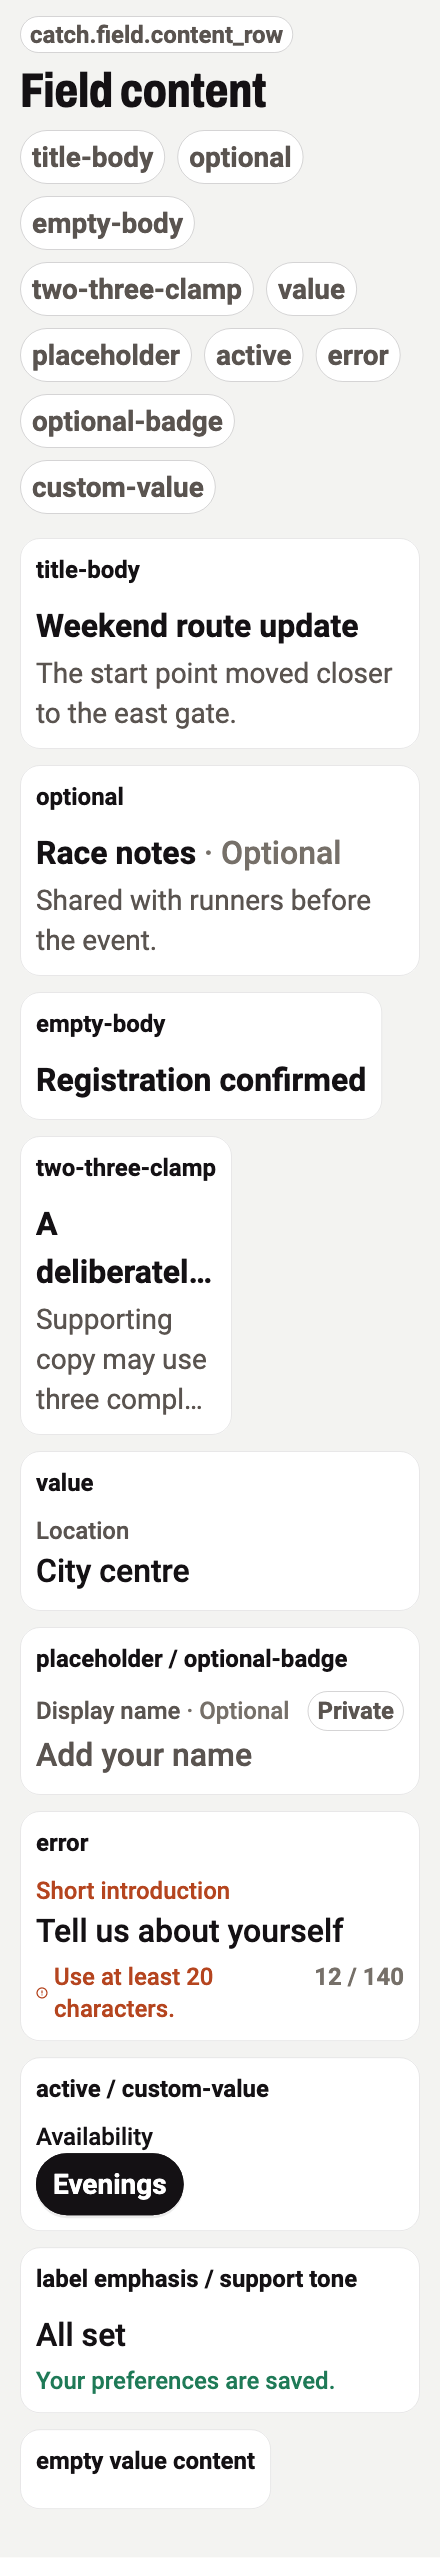 catch.field.content_row
Field content
title-body optional
empty-body
two-three-clamp value
placeholder active error
optional-badge
custom-value
title-body
Weekend route update
The start point moved closer
to the east gate.
optional
Race notes · Optional
Shared with runners before
the event.
empty-body
Registration confirmed
two-three-clamp
A
deliberatel…
Supporting
copy may use
three compl…
value
Location
City centre
placeholder / optional-badge
Display name · Optional Private
Add your name
error
Short introduction
Tell us about yourself
Use at least 20 12 / 140
characters.
active / custom-value
Availability
Evenings
label emphasis / support tone
All set
Your preferences are saved.
empty value content